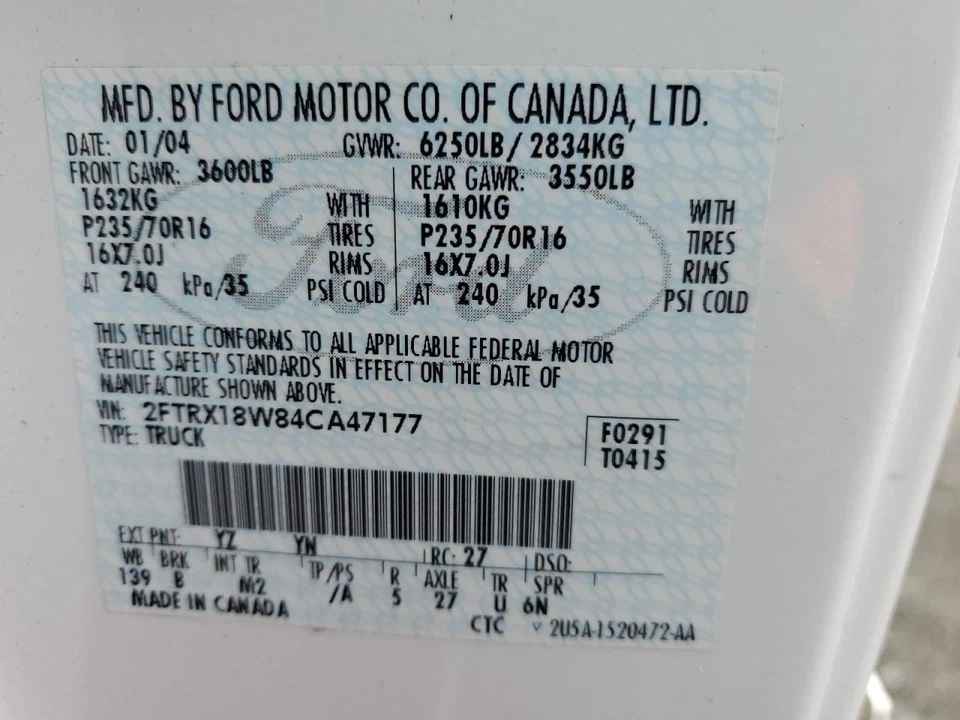 MFD. BY FORD MOTOR CO. OF CANADA, LTD.
DATE: 01/04 GVWR: 6250LB/ 2834KG
FRONT GAWR: 3600LB REAR GAWR: 3550LB
1632KG WITH 1610KG WITH
P235/70R16 TIRES P235/70R16 TIRES
16X7.0J RIMS 16X7.0J RIMS
AT 240 kPa/35 PSI COLD AT 240 kPa/35 PSI COLD
Ford
THIS VEHICLE CONFORMS TO ALL APPLICABLE FEDERAL MOTOR
VEHICLE SAFETY STANDARDS IN EFFECT ON THE DATE OF
MANUFACTURE SHOWN ABOVE.
VIN: 2FTRX18W84CA47177
TYPE: TRUCK
F0291
T0415
EXT PNT: YZ YN RC: 27 DSO:
WB BRK INT TR TP/PS R AXLE TR SPR
139 B M2 /A 5 27 U 6N
MADE IN CANADA
CTC ▽ 2U5A-1520472-AA